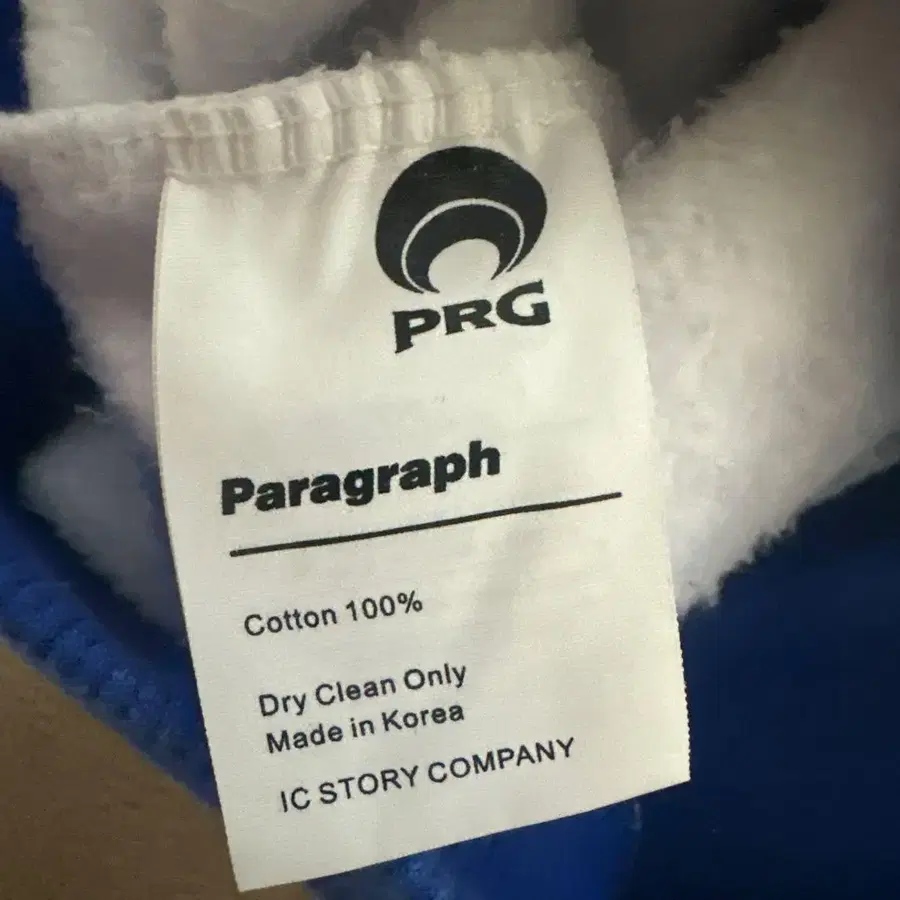 PRG
Paragraph
Cotton 100%
Dry Clean Only
Made in Korea
IC STORY COMPANY